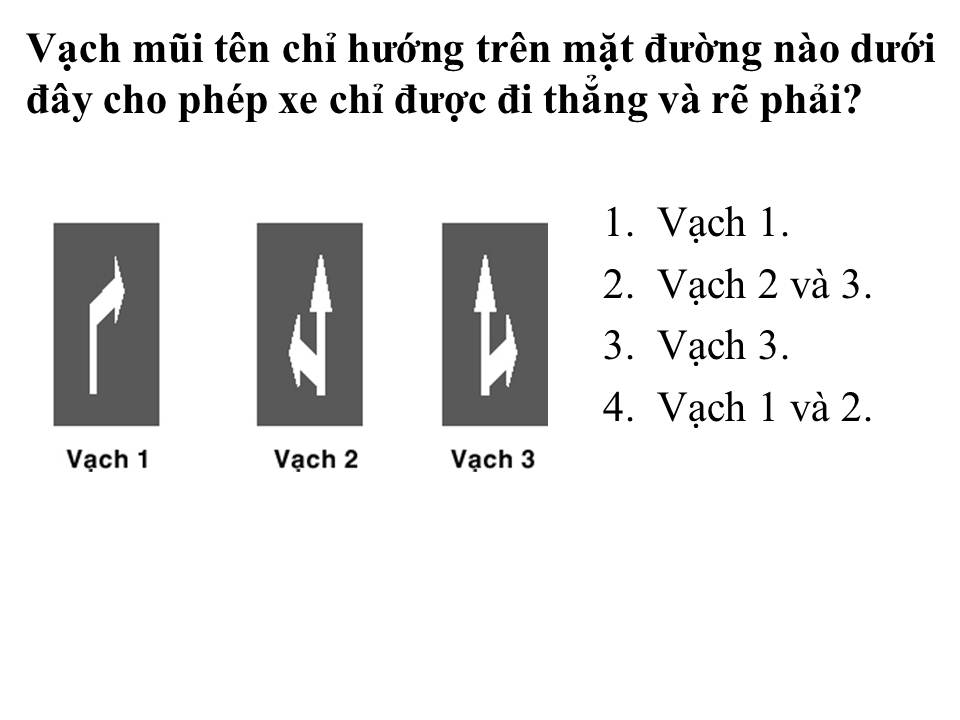 Vạch mũi tên chỉ hướng trên mặt đường nào dưới
đây cho phép xe chỉ được đi thẳng và rẽ phải?
1. Vạch 1.
2. Vạch 2 và 3.
3. Vạch 3.
4. Vạch 1 và 2.
Vạch 1
Vạch 2
Vạch 3